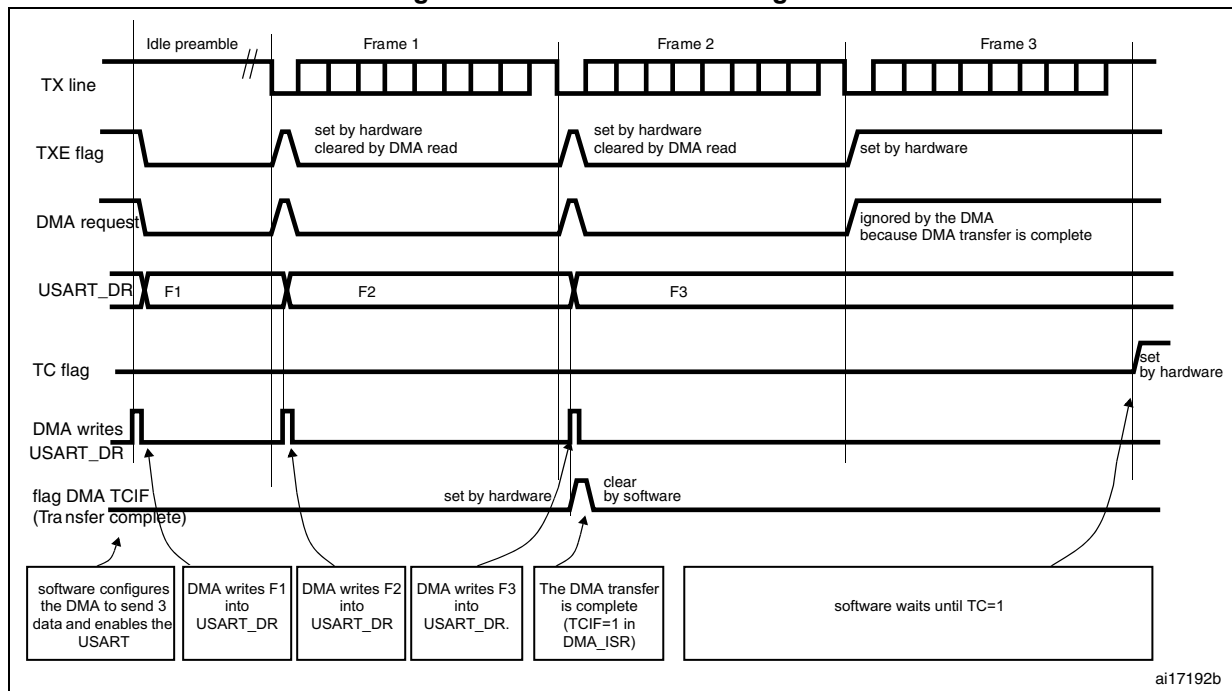 Idle preamble
Frame 1
Frame 2
Frame 3
TX line
TXE flag
set by hardware
cleared by DMA read
set by hardware
cleared by DMA read
set by hardware
DMA request
ignored by the DMA
because DMA transfer is complete
USART_DR
F1
F2
F3
TC flag
set
by hardware
DMA writes
USART_DR
flag DMA TCIF
(Transfer complete)
set by hardware
clear
by software
software configures
the DMA to send 3
data and enables the
USART
DMA writes F1
into
USART_DR
DMA writes F2
into
USART_DR
DMA writes F3
into
USART_DR.
The DMA transfer
is complete
(TCIF=1 in
DMA_ISR)
software waits until TC=1
ai17192b